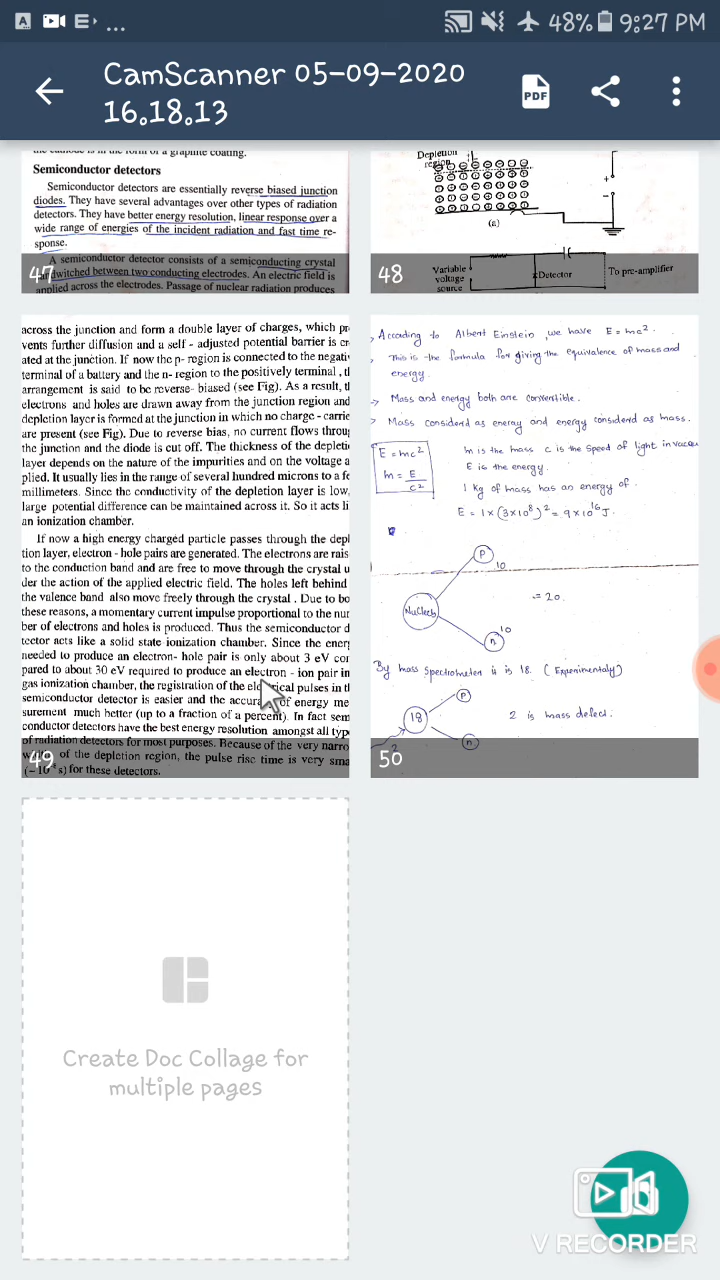 A E ...
48% 9:27 PM
CamScanner 05-09-2020
16.18.13
PDF
the cathode is in the form of a graphite coating.
Semiconductor detectors
Semiconductor detectors are essentially reverse biased junction
diodes. They have several advantages over other types of radiation
detectors. They have better energy resolution, linear response over a
wide range of energies of the incident radiation and fast time re-
sponse.
A semiconductor detector consists of a semiconducting crystal
dwitched between two conducting electrodes. An electric field is
applied across the electrodes. Passage of nuclear radiation produces
47
Depletion
region
(a)
Variable
voltage
source
Detector
To pre-amplifier
48
across the junction and form a double layer of charges, which pr
vents further diffusion and a self - adjusted potential barrier is cr
ated at the junction. If now the p- region is connected to the negati
terminal of a battery and the n- region to the positively terminal , t
arrangement is said to be reverse- biased (see Fig). As a result, t
electrons and holes are drawn away from the junction region and
depletion layer is formed at the junction in which no charge - carrie
are present (see Fig). Due to reverse bias, no current flows throu
the junction and the diode is cut off. The thickness of the depleti
layer depends on the nature of the impurities and on the voltage a
plied. It usually lies in the range of several hundred microns to a fe
millimeters. Since the conductivity of the depletion layer is low,
large potential difference can be maintained across it. So it acts li
an ionization chamber.
If now a high energy charged particle passes through the depl
tion layer, electron - hole pairs are generated. The electrons are rais
to the conduction band and are free to move through the crystal u
der the action of the applied electric field. The holes left behind
the valence band also move freely through the crystal . Due to bo
these reasons, a momentary current impulse proportional to the nur
ber of electrons and holes is produced. Thus the semiconductor d
tector acts like a solid state ionization chamber. Since the ener
needed to produce an electron- hole pair is only about 3 eV cor
pared to about 30 eV required to produce an electron - ion pair in
gas ionization chamber, the registration of the electrical pulses in t
semiconductor detector is easier and the accura of energy me
surement much better (up to a fraction of a percent). In fact sem
conductor detectors have the best energy resolution amongst all typ
of radiation detectors for most purposes. Because of the very narro
of the depletion region, the pulse rise time is very sma
s) for these detectors.
49
According to Albert Einstein, we have E = mc².
This is the formula for giving the equivalence of mass and
energy.
Mass and energy both are convertible.
Mass considerd as energy and energy considerd as mass.
E = mc²
m = E
c²
m is the mass c is the speed of light in vacuu
E is the energy.
1 kg of mass has an energy of.
E = 1 × (3×10⁸)² = 9×10¹⁶ J.
P
10
Nucleus
= 20.
10
n
By mass spectrometer is is 18. (Experimentaly)
P
18
2 is mass defect.
n
2
50
Create Doc Collage for
multiple pages
V RECORDER